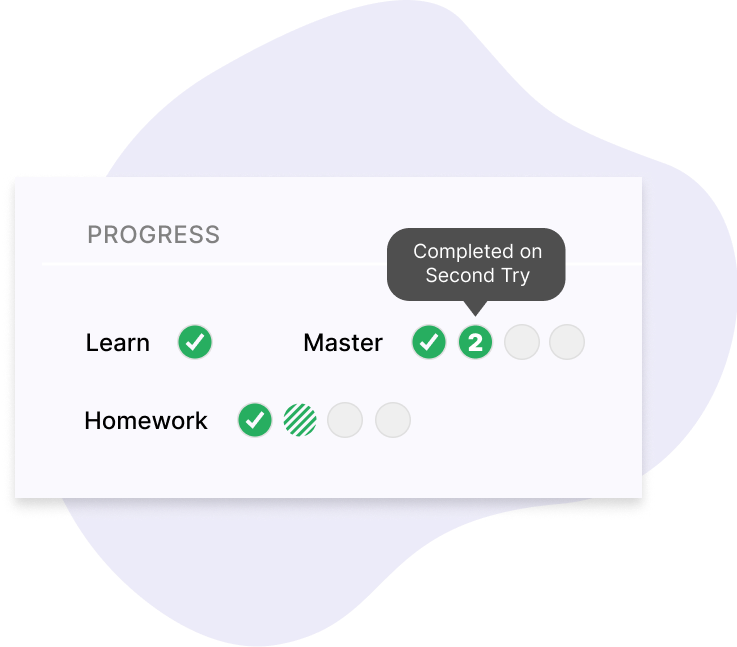 PROGRESS
Completed on
Second Try
Learn
Master
2
Homework